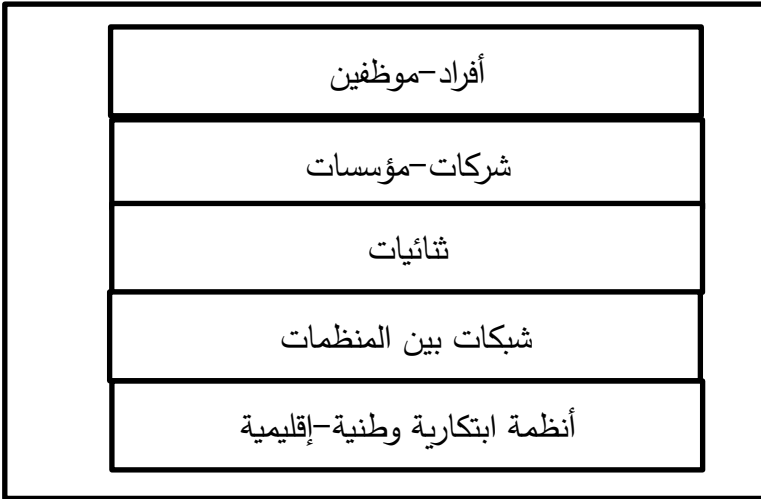 أفراد-موظفين
شركات-مؤسسات
ثنائيات
شبكات بين المنظمات
أنظمة ابتكارية وطنية-إقليمية